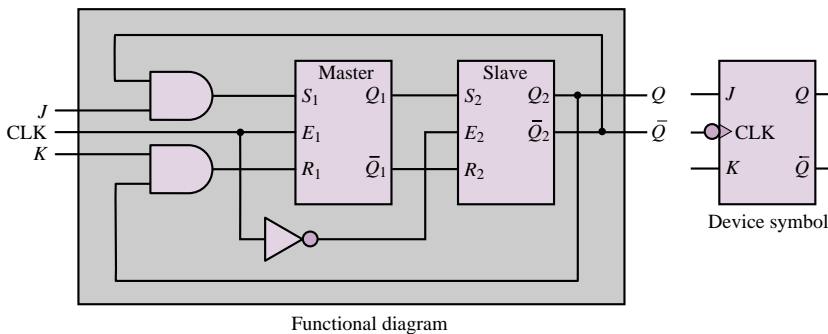 Master
Slave
S₁
Q₁
S₂
Q₂
Q
J
Q
J
CLK
E₁
E₂
Q̄₂
Q̄
CLK
K
R₁
Q̄₁
R₂
K
Q̄
Device symbol
Functional diagram